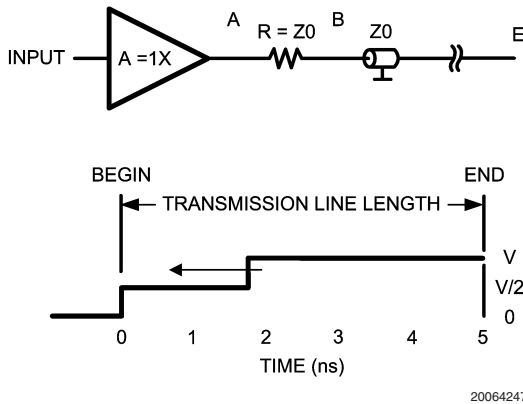 A B E
R = Z0 Z0
INPUT A = 1X
BEGIN END
TRANSMISSION LINE LENGTH
V
V/2
0
0 1 2 3 4 5
TIME (ns)
20064247